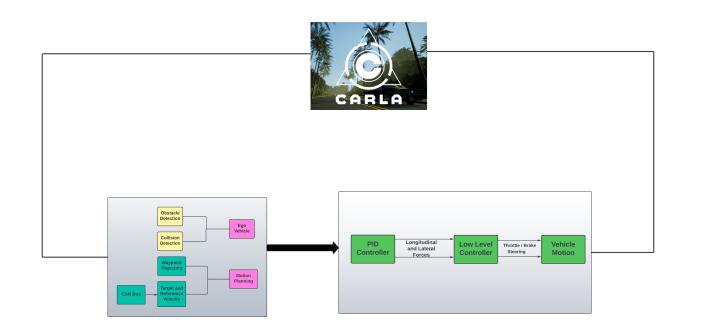 CARLA
Obstacle
Detection
Ego
Vehicle
Collision
Detection
Waypoint
Trajectory
Motion
Planning
CAN Bus
Target and
Reference
Velocity
PID
Controller
Longitudinal
and Lateral
Forces
Low Level
Controller
Throttle / Brake
Steering
Vehicle
Motion